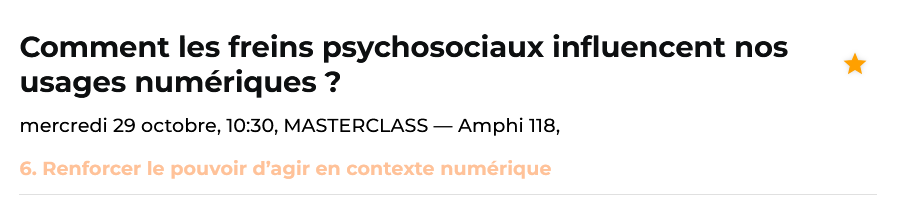 Comment les freins psychosociaux influencent nos
usages numériques ?
mercredi 29 octobre, 10:30, MASTERCLASS — Amphi 118,
6. Renforcer le pouvoir d’agir en contexte numérique